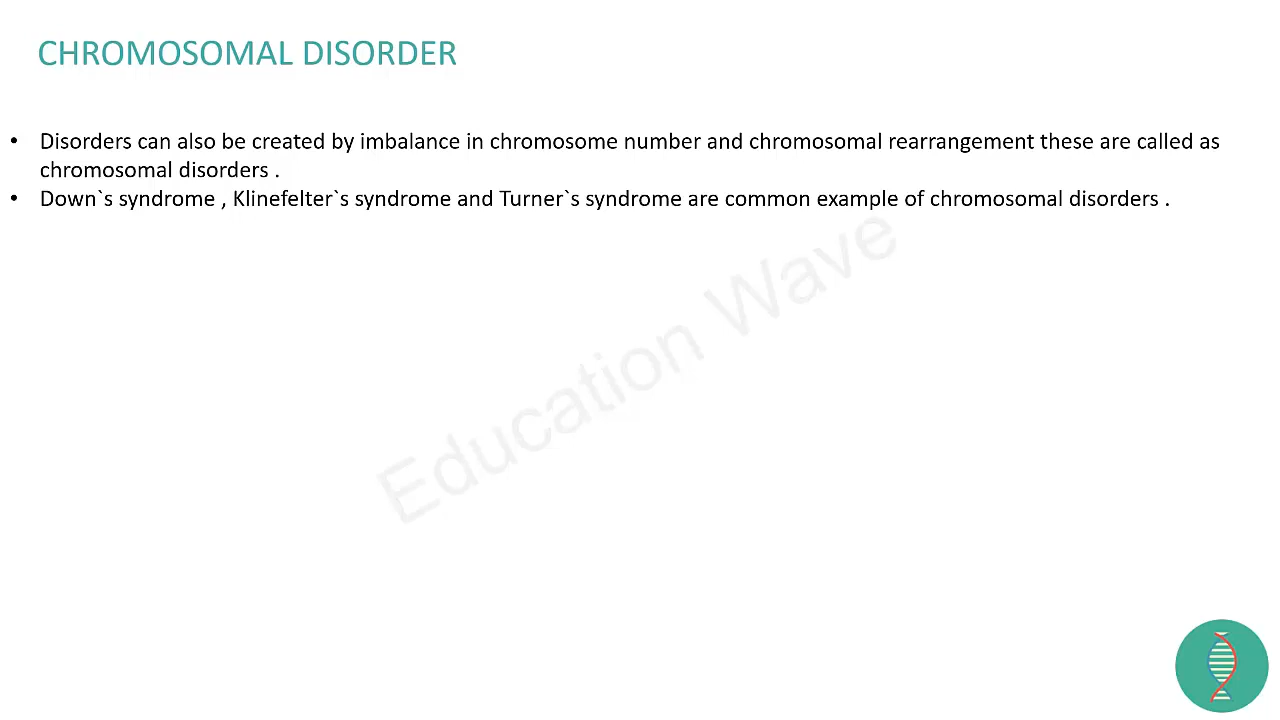 CHROMOSOMAL DISORDER
• Disorders can also be created by imbalance in chromosome number and chromosomal rearrangement these are called as
chromosomal disorders .
• Down`s syndrome , Klinefelter`s syndrome and Turner`s syndrome are common example of chromosomal disorders .
Education Wave